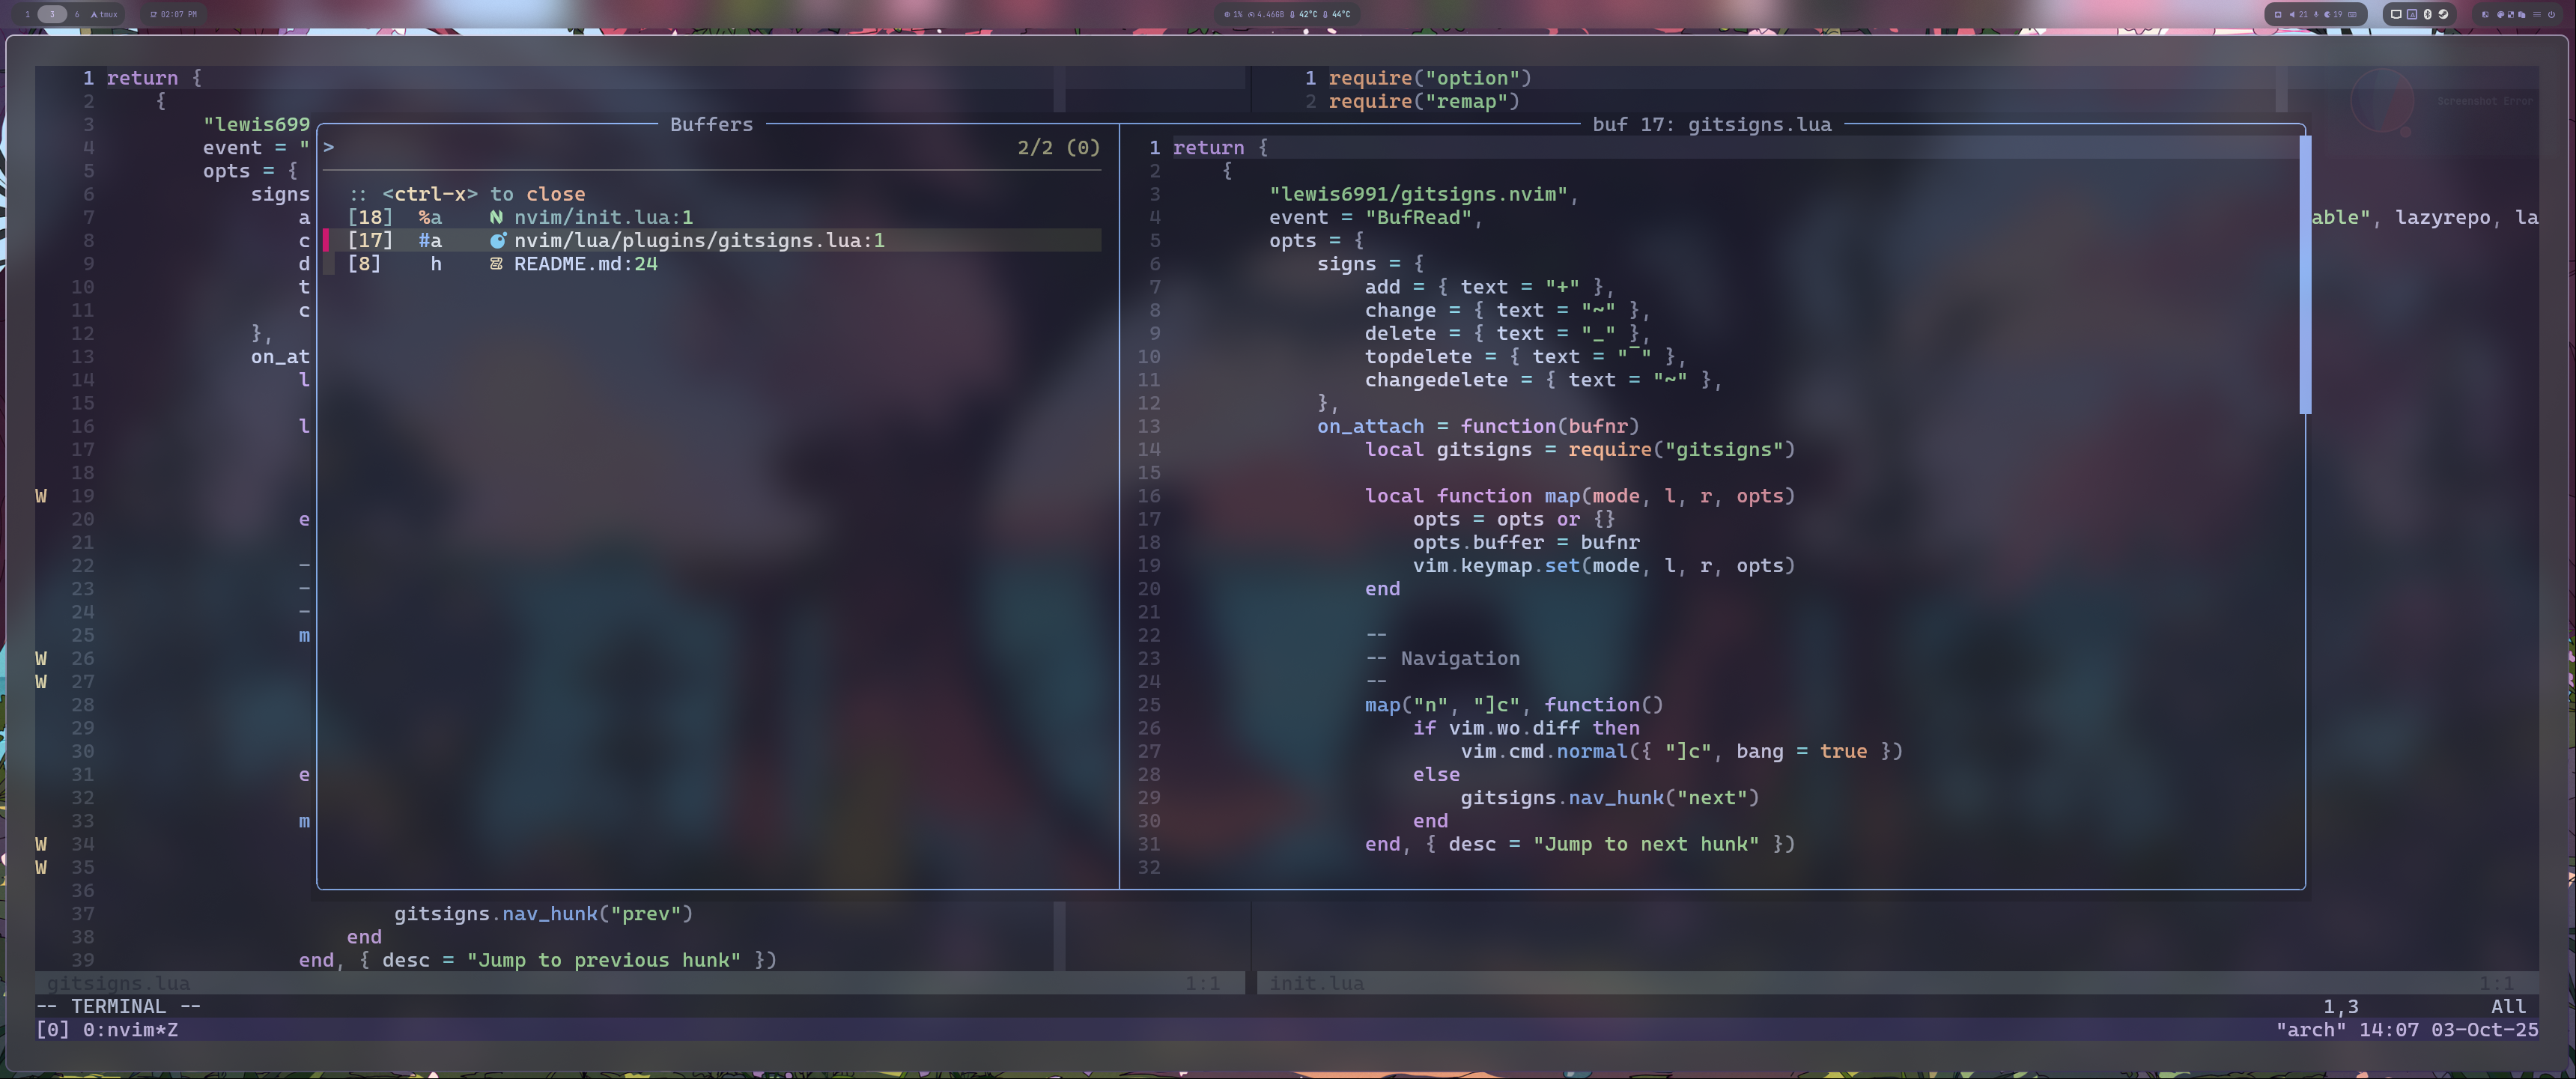 1 3 6 tmux 02:07 PM 1% 4.46GB 42°C 44°C 21 19
1 return {
2 {
3 "lewis699
4 event = "
5 opts = {
6 signs
7 a
8 c
9 d
10 t
11 c
12 },
13 on_at
14 l
15
16 l
17
18
W 19
20 e
21
22 -
23 -
24 -
25 m
W 26
W 27
28
29
30
31 e
32
33 m
W 34
W 35
36
37 gitsigns.nav_hunk("prev")
38 end
39 end, { desc = "Jump to previous hunk" })
1 require("option")
2 require("remap")
Screenshot Error
able", lazyrepo, la
Buffers
> 2/2 (0)
:: <ctrl-x> to close
[18] %a nvim/init.lua:1
[17] #a nvim/lua/plugins/gitsigns.lua:1
[8] h README.md:24
buf 17: gitsigns.lua
1 return {
2 {
3 "lewis6991/gitsigns.nvim",
4 event = "BufRead",
5 opts = {
6 signs = {
7 add = { text = "+" },
8 change = { text = "~" },
9 delete = { text = "_" },
10 topdelete = { text = "‾" },
11 changedelete = { text = "~" },
12 },
13 on_attach = function(bufnr)
14 local gitsigns = require("gitsigns")
15
16 local function map(mode, l, r, opts)
17 opts = opts or {}
18 opts.buffer = bufnr
19 vim.keymap.set(mode, l, r, opts)
20 end
21
22 --
23 -- Navigation
24 --
25 map("n", "]c", function()
26 if vim.wo.diff then
27 vim.cmd.normal({ "]c", bang = true })
28 else
29 gitsigns.nav_hunk("next")
30 end
31 end, { desc = "Jump to next hunk" })
32
gitsigns.lua 1:1 init.lua 1:1
-- TERMINAL -- 1,3 All
[0] 0:nvim*Z "arch" 14:07 03-Oct-25